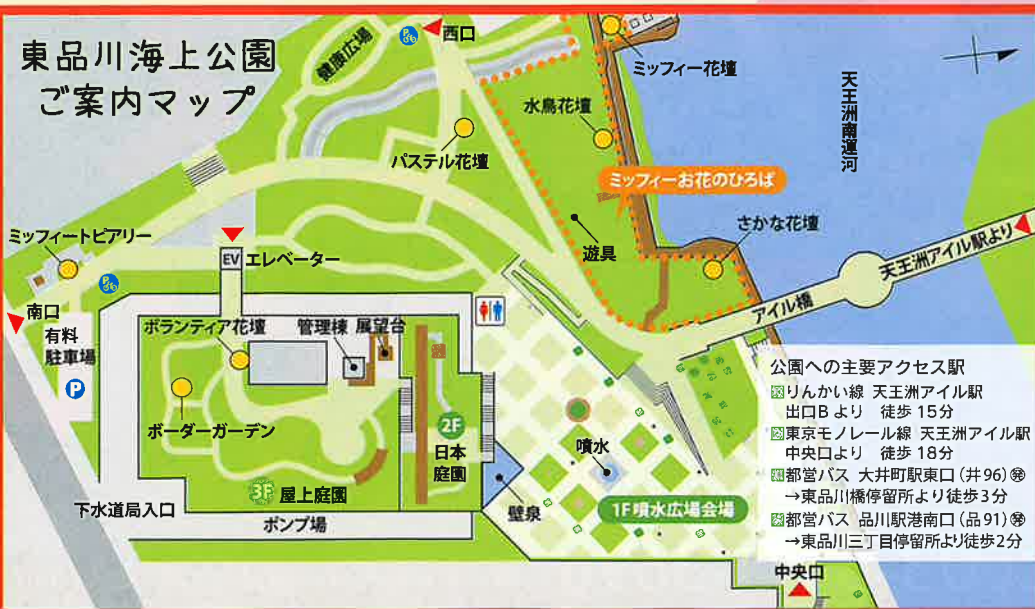 東品川海上公園
ご案内マップ
健康広場
西口
ミッフィー花壇
天王洲南運河
水鳥花壇
パステル花壇
ミッフィーお花のひろば
さかな花壇
遊具
ミッフィートピアリー
EV エレベーター
天王洲アイル駅より
アイル橋
南口
有料
駐車場
P
ボランティア花壇
管理棟 展望台
ボーダーガーデン
2F
日本
庭園
3F 屋上庭園
噴水
壁泉
1F噴水広場会場
下水道局入口
ポンプ場
中央口
公園への主要アクセス駅
りんかい線 天王洲アイル駅
出口Bより 徒歩15分
東京モノレール線 天王洲アイル駅
中央口より 徒歩18分
都営バス 大井町駅東口(井96)
→東品川橋停留所より徒歩3分
都営バス 品川駅港南口(品91)
→東品川三丁目停留所より徒歩2分